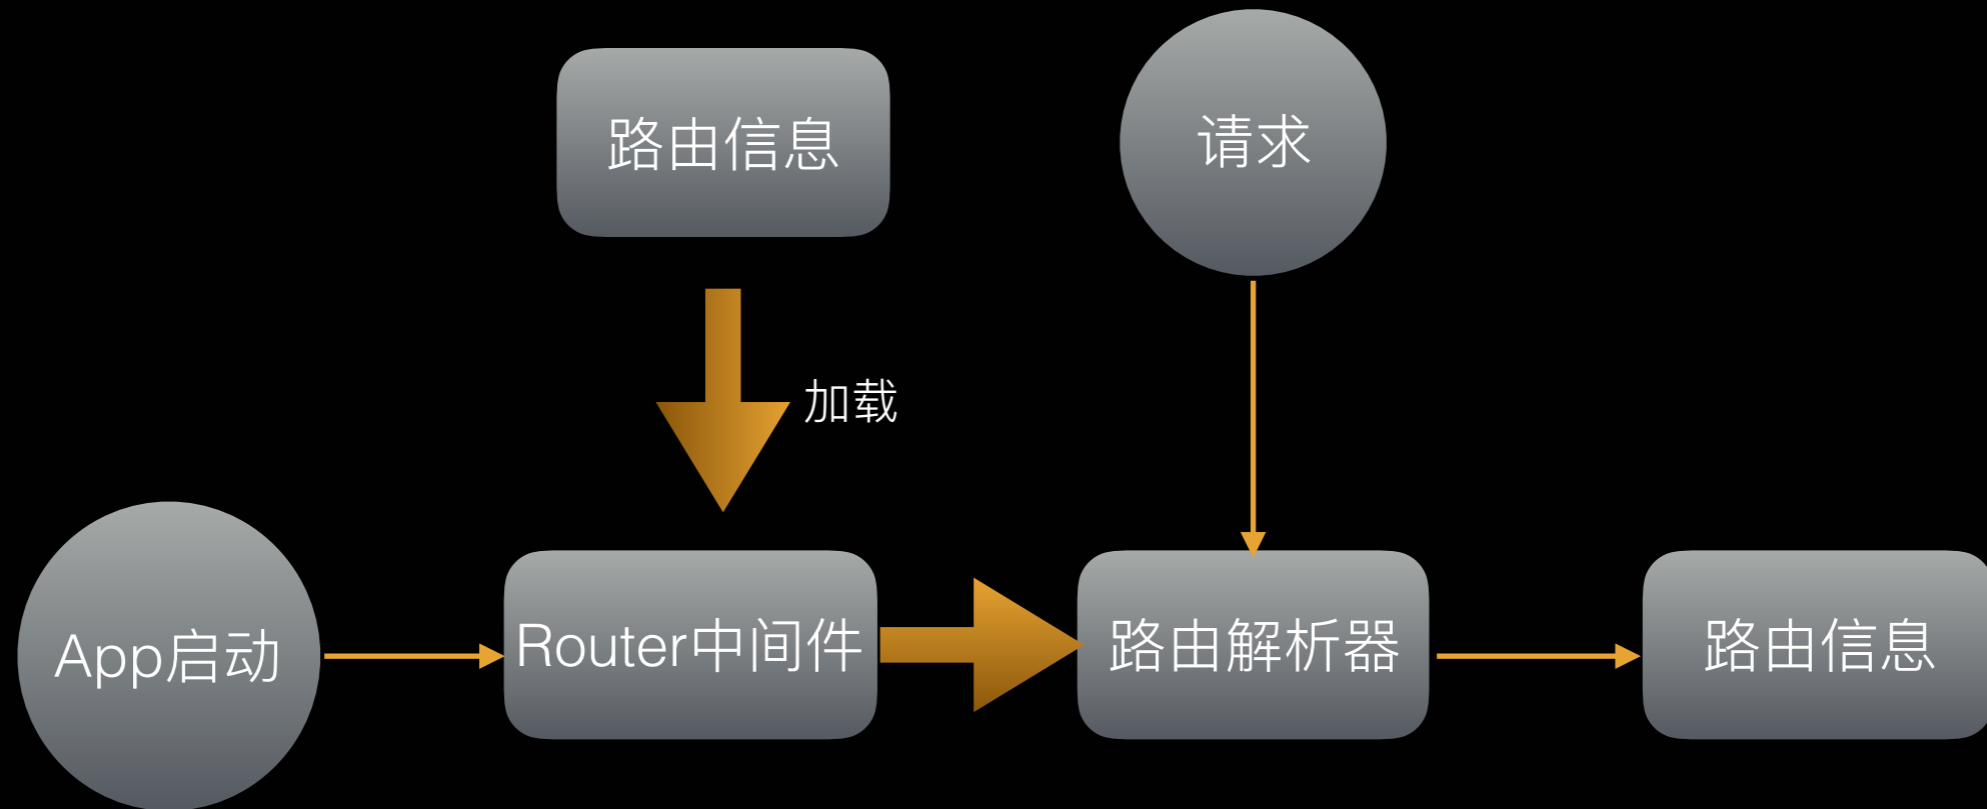 路由信息
请求
加载
App启动
Router中间件
路由解析器
路由信息